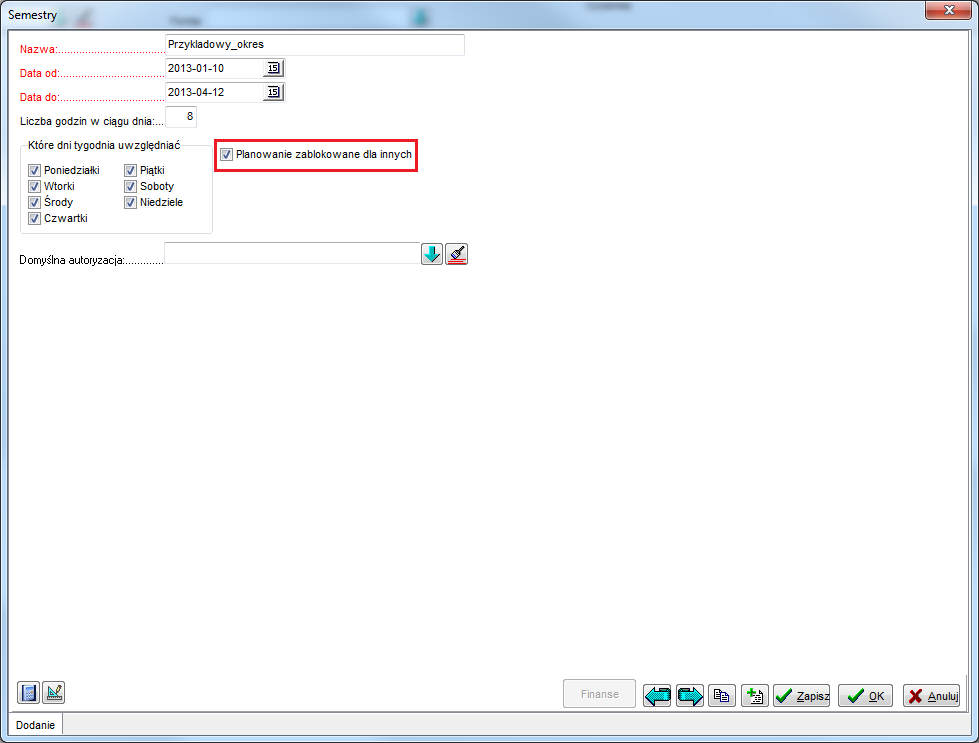 Semestry
Nazwa:
Przykladowy_okres
Data od:
2013-01-10
15
Data do:
2013-04-12
15
Liczba godzin w ciągu dnia:...
8
Które dni tygodnia uwzględniać
Poniedziałki
Piątki
Wtorki
Soboty
Środy
Niedziele
Czwartki
Planowanie zablokowane dla innych
Domyślna autoryzacja:
Finanse
Zapisz
OK
Anuluj
Dodanie